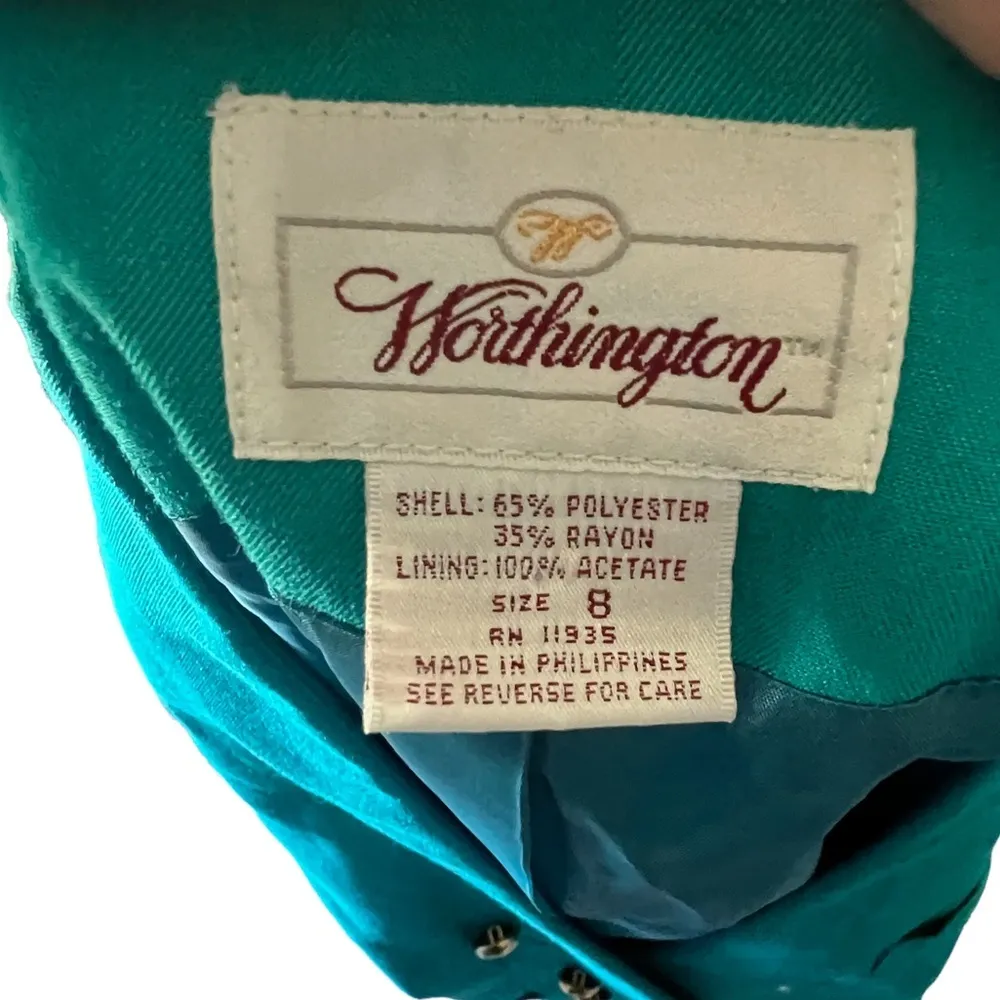 W
Worthington™
SHELL: 65% POLYESTER
35% RAYON
LINING: 100% ACETATE
SIZE 8
RN 11935
MADE IN PHILIPPINES
SEE REVERSE FOR CARE